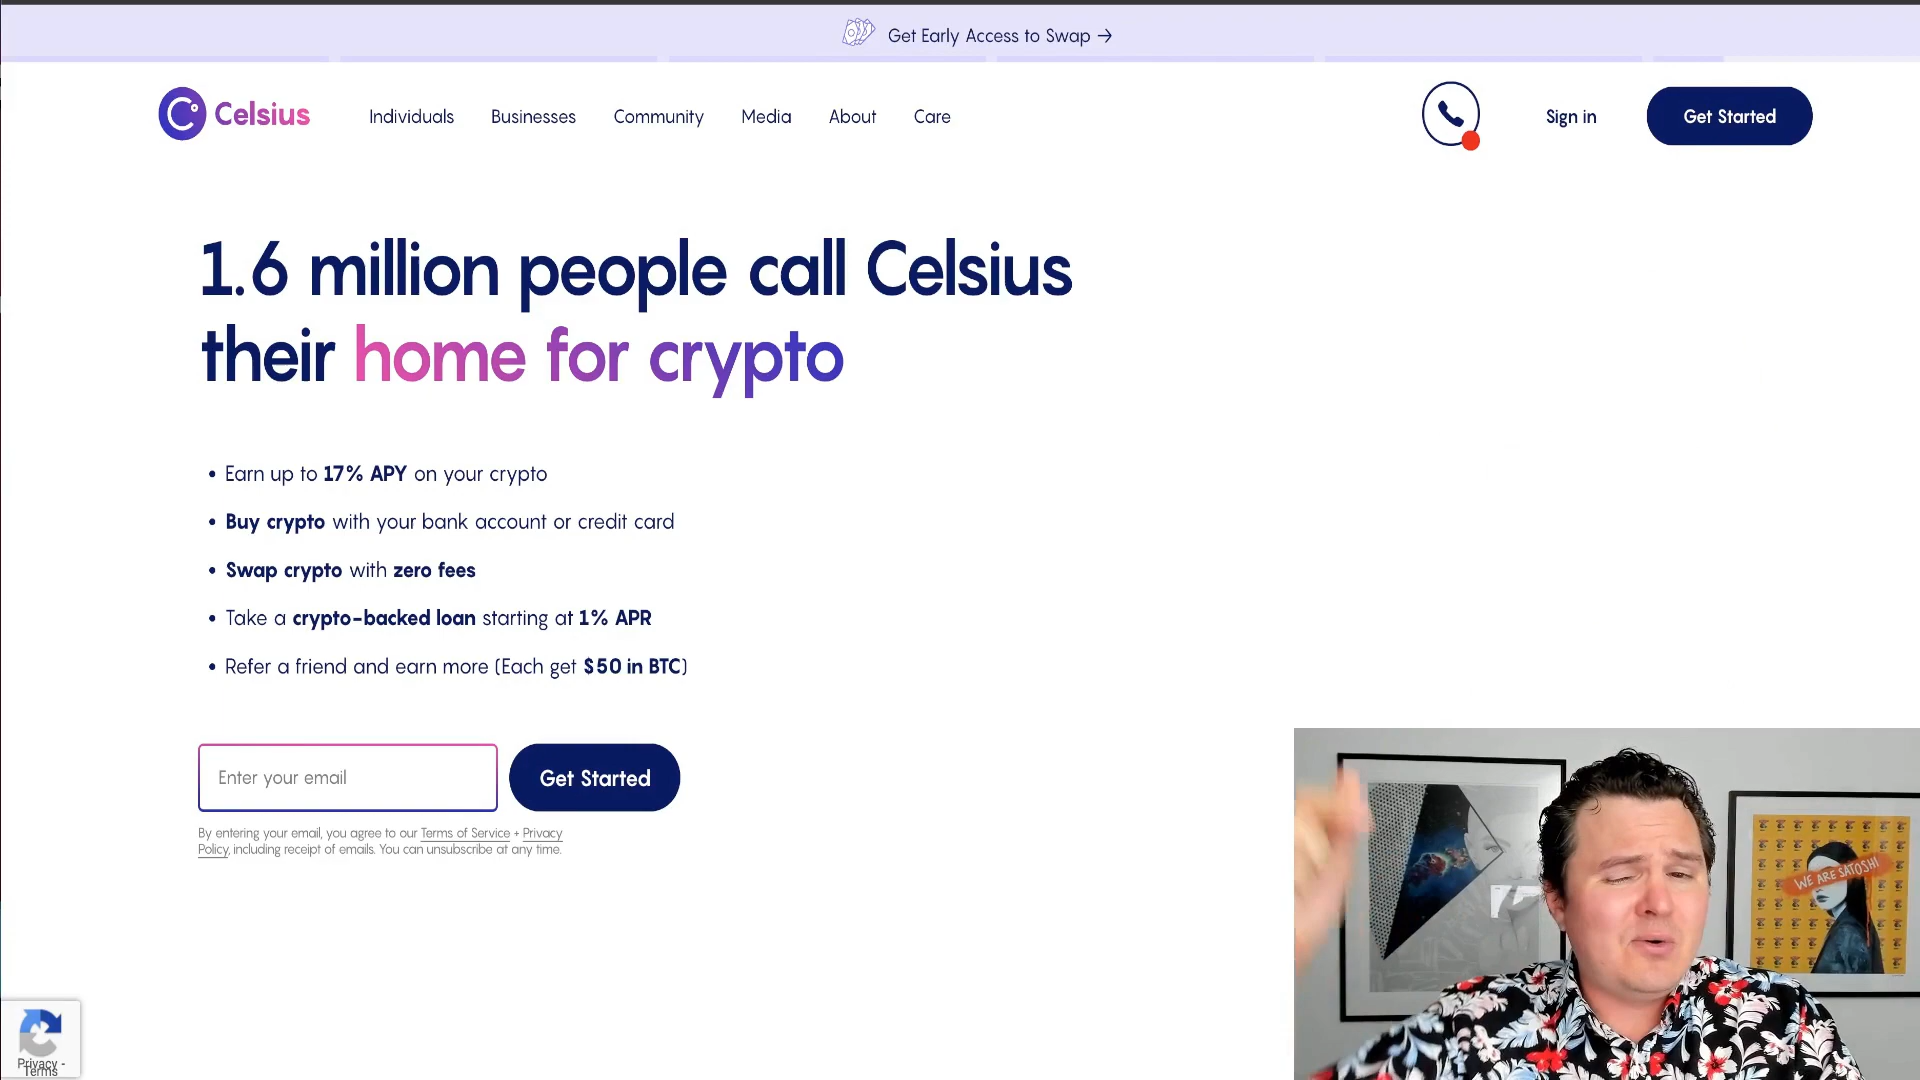 Get Early Access to Swap →
Celsius
Individuals
Businesses
Community
Media
About
Care
Sign in
Get Started
1.6 million people call Celsius
their home for crypto
• Earn up to 17% APY on your crypto
• Buy crypto with your bank account or credit card
• Swap crypto with zero fees
• Take a crypto-backed loan starting at 1% APR
• Refer a friend and earn more (Each get $50 in BTC)
Enter your email
Get Started
By entering your email, you agree to our Terms of Service + Privacy
Policy, including receipt of emails. You can unsubscribe at any time.
WE ARE SATOSHI
Privacy -
Terms